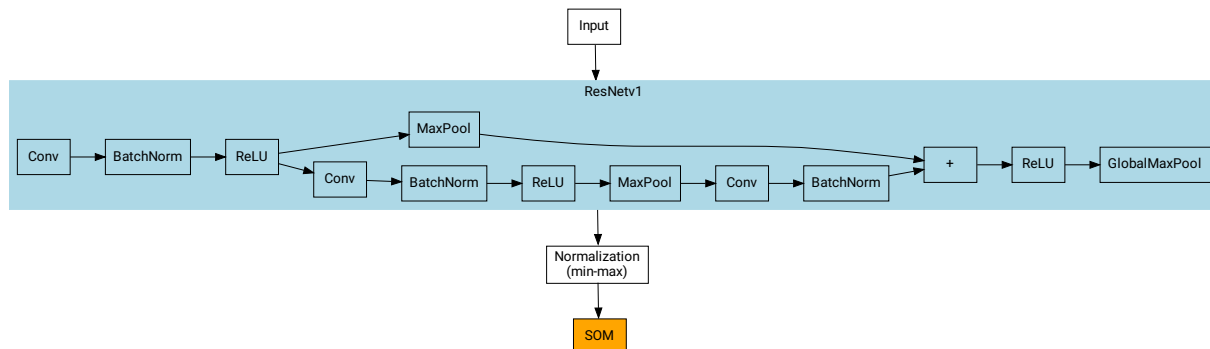 Input
ResNetv1
Conv
BatchNorm
ReLU
MaxPool
Conv
BatchNorm
ReLU
MaxPool
Conv
BatchNorm
+
ReLU
GlobalMaxPool
Normalization
(min-max)
SOM